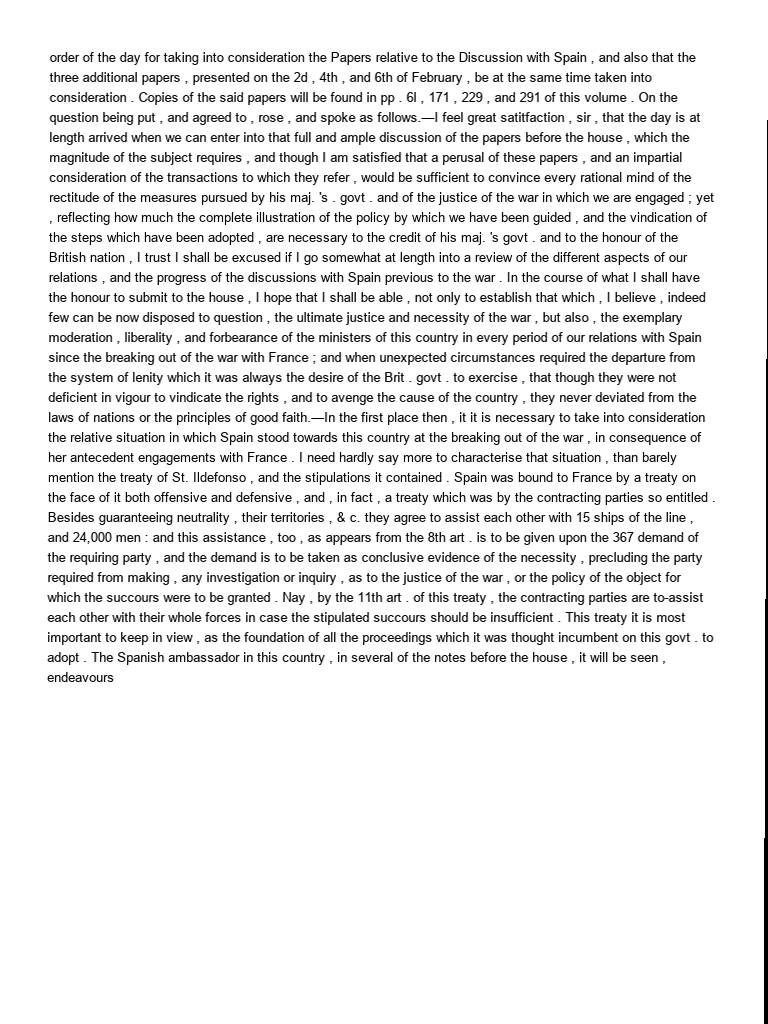 order of the day for taking into consideration the Papers relative to the Discussion with Spain , and also that the
three additional papers , presented on the 2d , 4th , and 6th of February , be at the same time taken into
consideration . Copies of the said papers will be found in pp . 6l , 171 , 229 , and 291 of this volume . On the
question being put , and agreed to , rose , and spoke as follows.—I feel great satitfaction , sir , that the day is at
length arrived when we can enter into that full and ample discussion of the papers before the house , which the
magnitude of the subject requires , and though I am satisfied that a perusal of these papers , and an impartial
consideration of the transactions to which they refer , would be sufficient to convince every rational mind of the
rectitude of the measures pursued by his maj. 's . govt . and of the justice of the war in which we are engaged ; yet
, reflecting how much the complete illustration of the policy by which we have been guided , and the vindication of
the steps which have been adopted , are necessary to the credit of his maj. 's govt . and to the honour of the
British nation , I trust I shall be excused if I go somewhat at length into a review of the different aspects of our
relations , and the progress of the discussions with Spain previous to the war . In the course of what I shall have
the honour to submit to the house , I hope that I shall be able , not only to establish that which , I believe , indeed
few can be now disposed to question , the ultimate justice and necessity of the war , but also , the exemplary
moderation , liberality , and forbearance of the ministers of this country in every period of our relations with Spain
since the breaking out of the war with France ; and when unexpected circumstances required the departure from
the system of lenity which it was always the desire of the Brit . govt . to exercise , that though they were not
deficient in vigour to vindicate the rights , and to avenge the cause of the country , they never deviated from the
laws of nations or the principles of good faith.—In the first place then , it it is necessary to take into consideration
the relative situation in which Spain stood towards this country at the breaking out of the war , in consequence of
her antecedent engagements with France . I need hardly say more to characterise that situation , than barely
mention the treaty of St. Ildefonso , and the stipulations it contained . Spain was bound to France by a treaty on
the face of it both offensive and defensive , and , in fact , a treaty which was by the contracting parties so entitled .
Besides guaranteeing neutrality , their territories , & c. they agree to assist each other with 15 ships of the line ,
and 24,000 men : and this assistance , too , as appears from the 8th art . is to be given upon the 367 demand of
the requiring party , and the demand is to be taken as conclusive evidence of the necessity , precluding the party
required from making , any investigation or inquiry , as to the justice of the war , or the policy of the object for
which the succours were to be granted . Nay , by the 11th art . of this treaty , the contracting parties are to-assist
each other with their whole forces in case the stipulated succours should be insufficient . This treaty it is most
important to keep in view , as the foundation of all the proceedings which it was thought incumbent on this govt . to
adopt . The Spanish ambassador in this country , in several of the notes before the house , it will be seen ,
endeavours